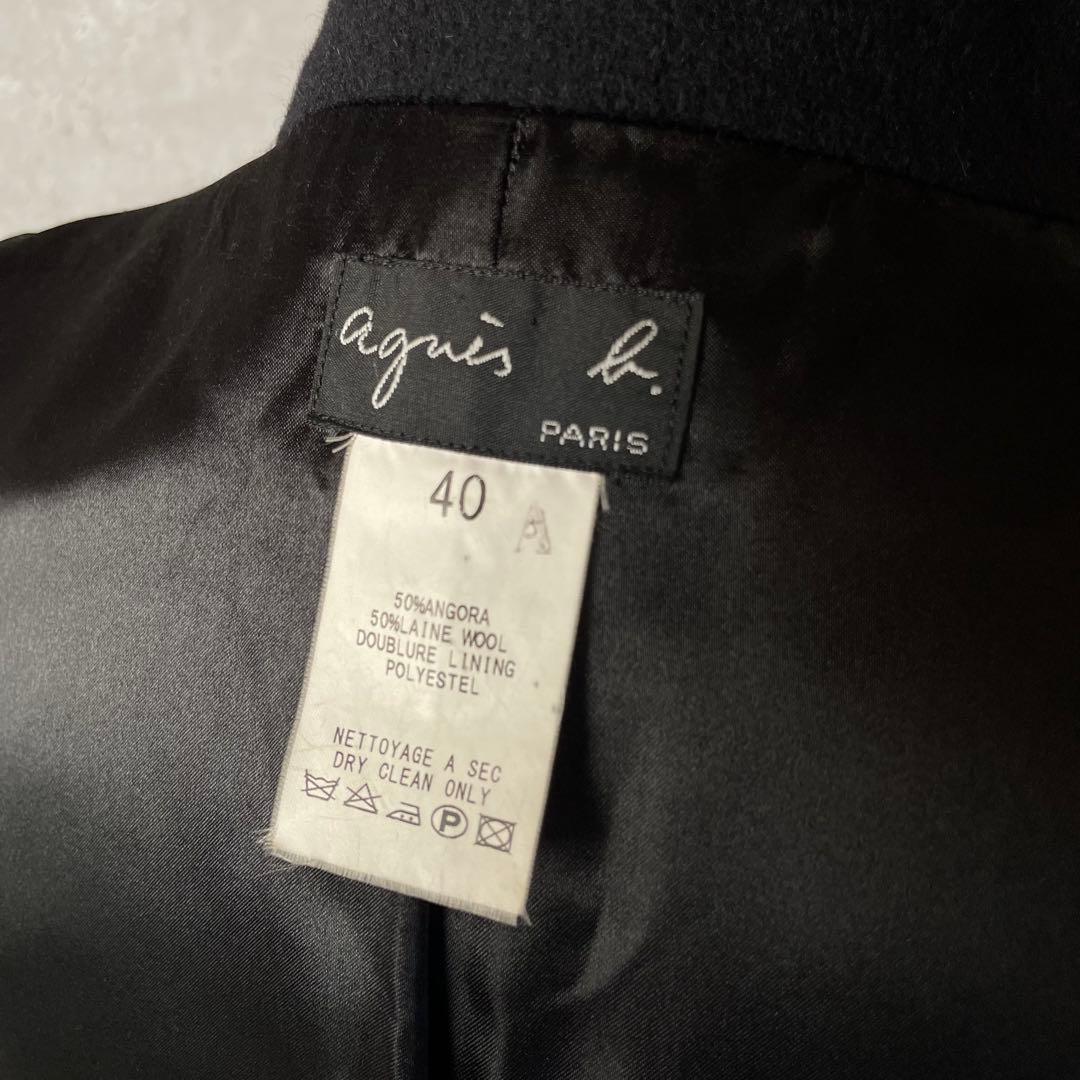 agnès b.
PARIS
40 A
50%ANGORA
50%LAINE WOOL
DOUBLURE LINING
POLYESTEL
NETTOYAGE A SEC
DRY CLEAN ONLY
P